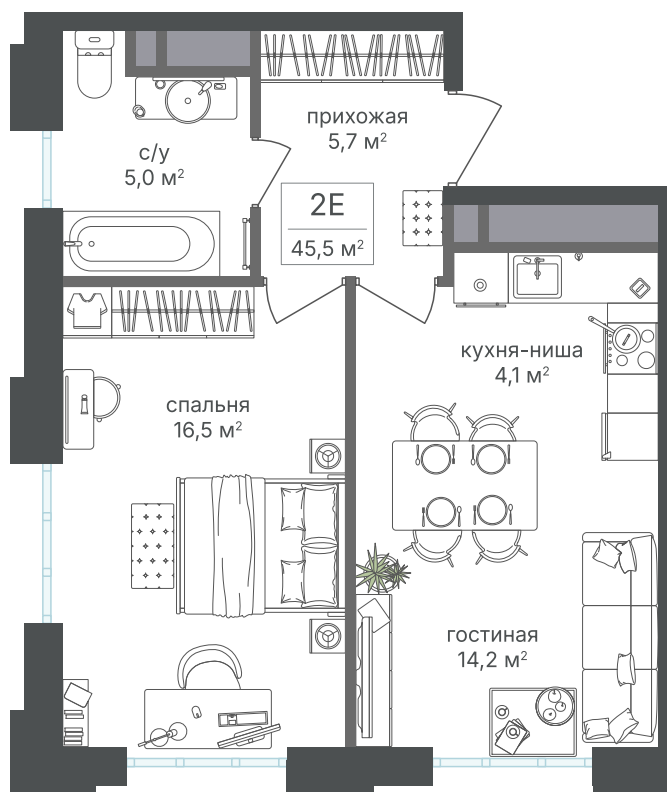 прихожая
5,7 м²
с/у
5,0 м²
2E
45,5 м²
кухня-ниша
4,1 м²
спальня
16,5 м²
гостиная
14,2 м²